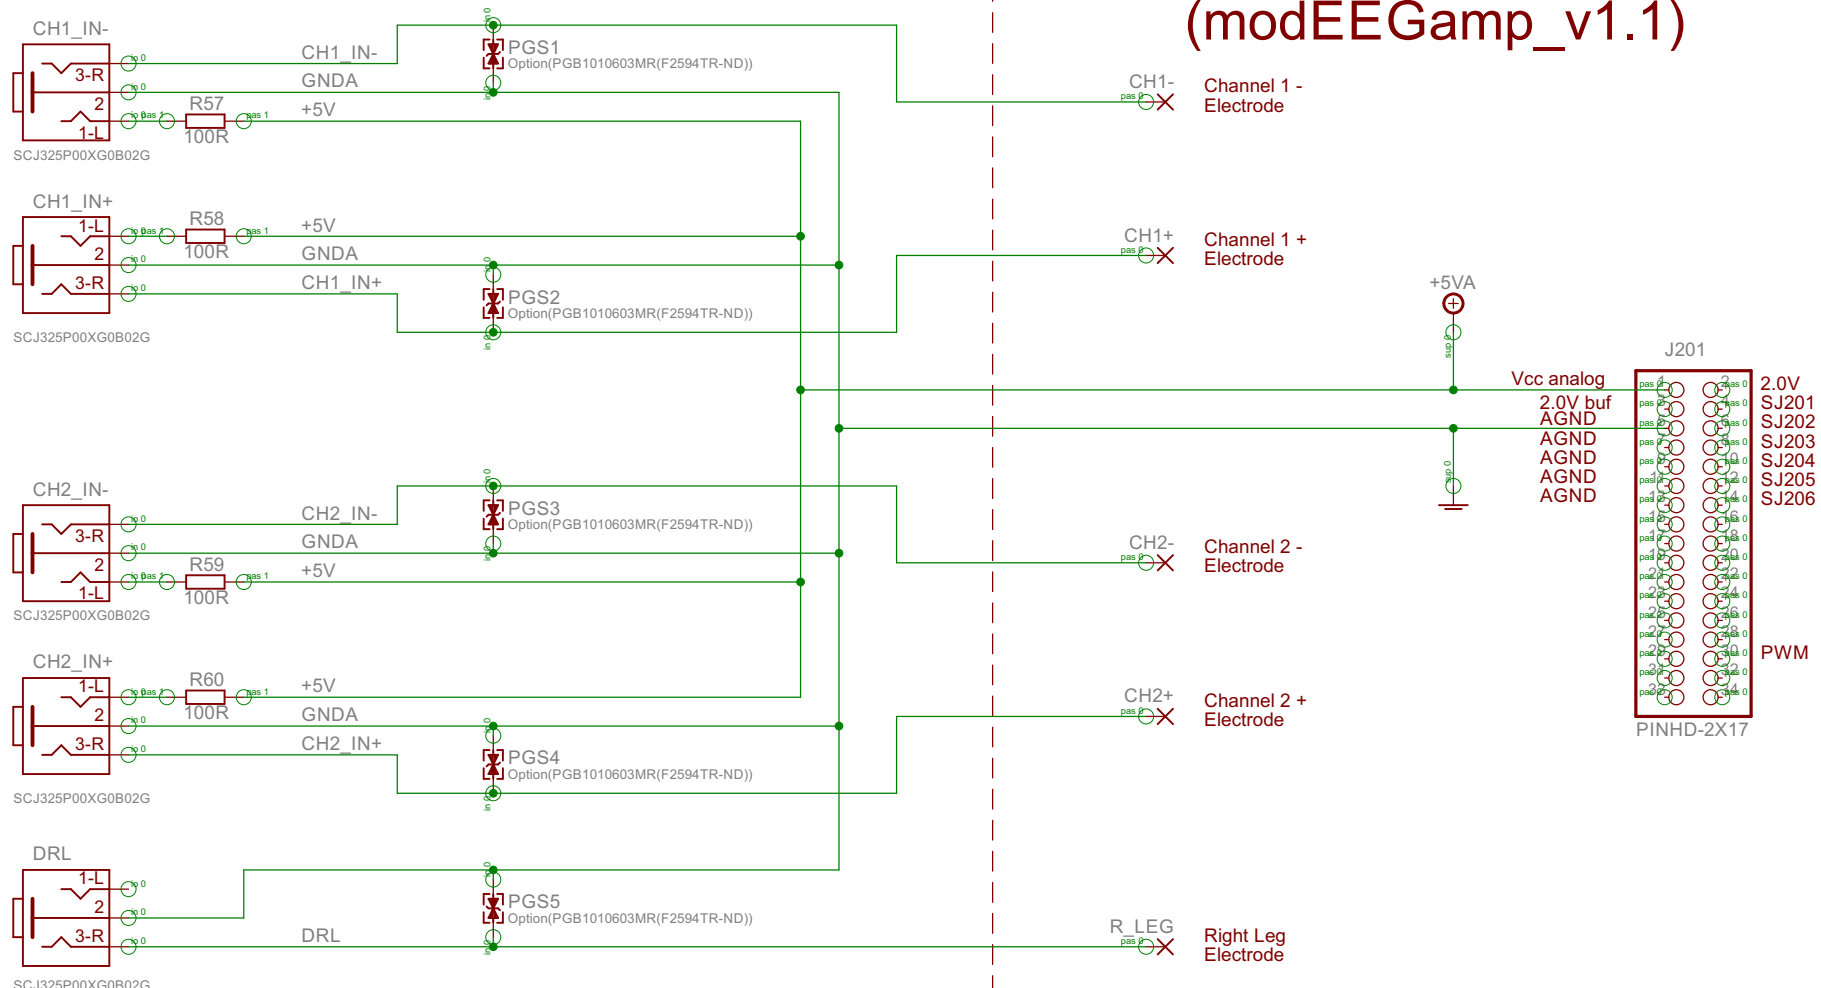 (modEEGamp_v1.1)
CH1_IN-
3-R
2
1-L
SCJ325P00XG0B02G
R57
100R
CH1_IN-
GNDA
+5V
PGS1
Option(PGB1010603MR(F2594TR-ND))
CH1-
Channel 1 -
Electrode
CH1_IN+
1-L
2
3-R
SCJ325P00XG0B02G
R58
100R
+5V
GNDA
CH1_IN+
PGS2
Option(PGB1010603MR(F2594TR-ND))
CH1+
Channel 1 +
Electrode
+5VA
J201
Vcc analog
2.0V buf
AGND
AGND
AGND
AGND
AGND
2.0V
SJ201
SJ202
SJ203
SJ204
SJ205
SJ206
PWM
PINHD-2X17
CH2_IN-
3-R
2
1-L
SCJ325P00XG0B02G
R59
100R
CH2_IN-
GNDA
+5V
PGS3
Option(PGB1010603MR(F2594TR-ND))
CH2-
Channel 2 -
Electrode
CH2_IN+
1-L
2
3-R
SCJ325P00XG0B02G
R60
100R
+5V
GNDA
CH2_IN+
PGS4
Option(PGB1010603MR(F2594TR-ND))
CH2+
Channel 2 +
Electrode
DRL
1-L
2
3-R
SCJ325P00XG0B02G
DRL
PGS5
Option(PGB1010603MR(F2594TR-ND))
R_LEG
Right Leg
Electrode